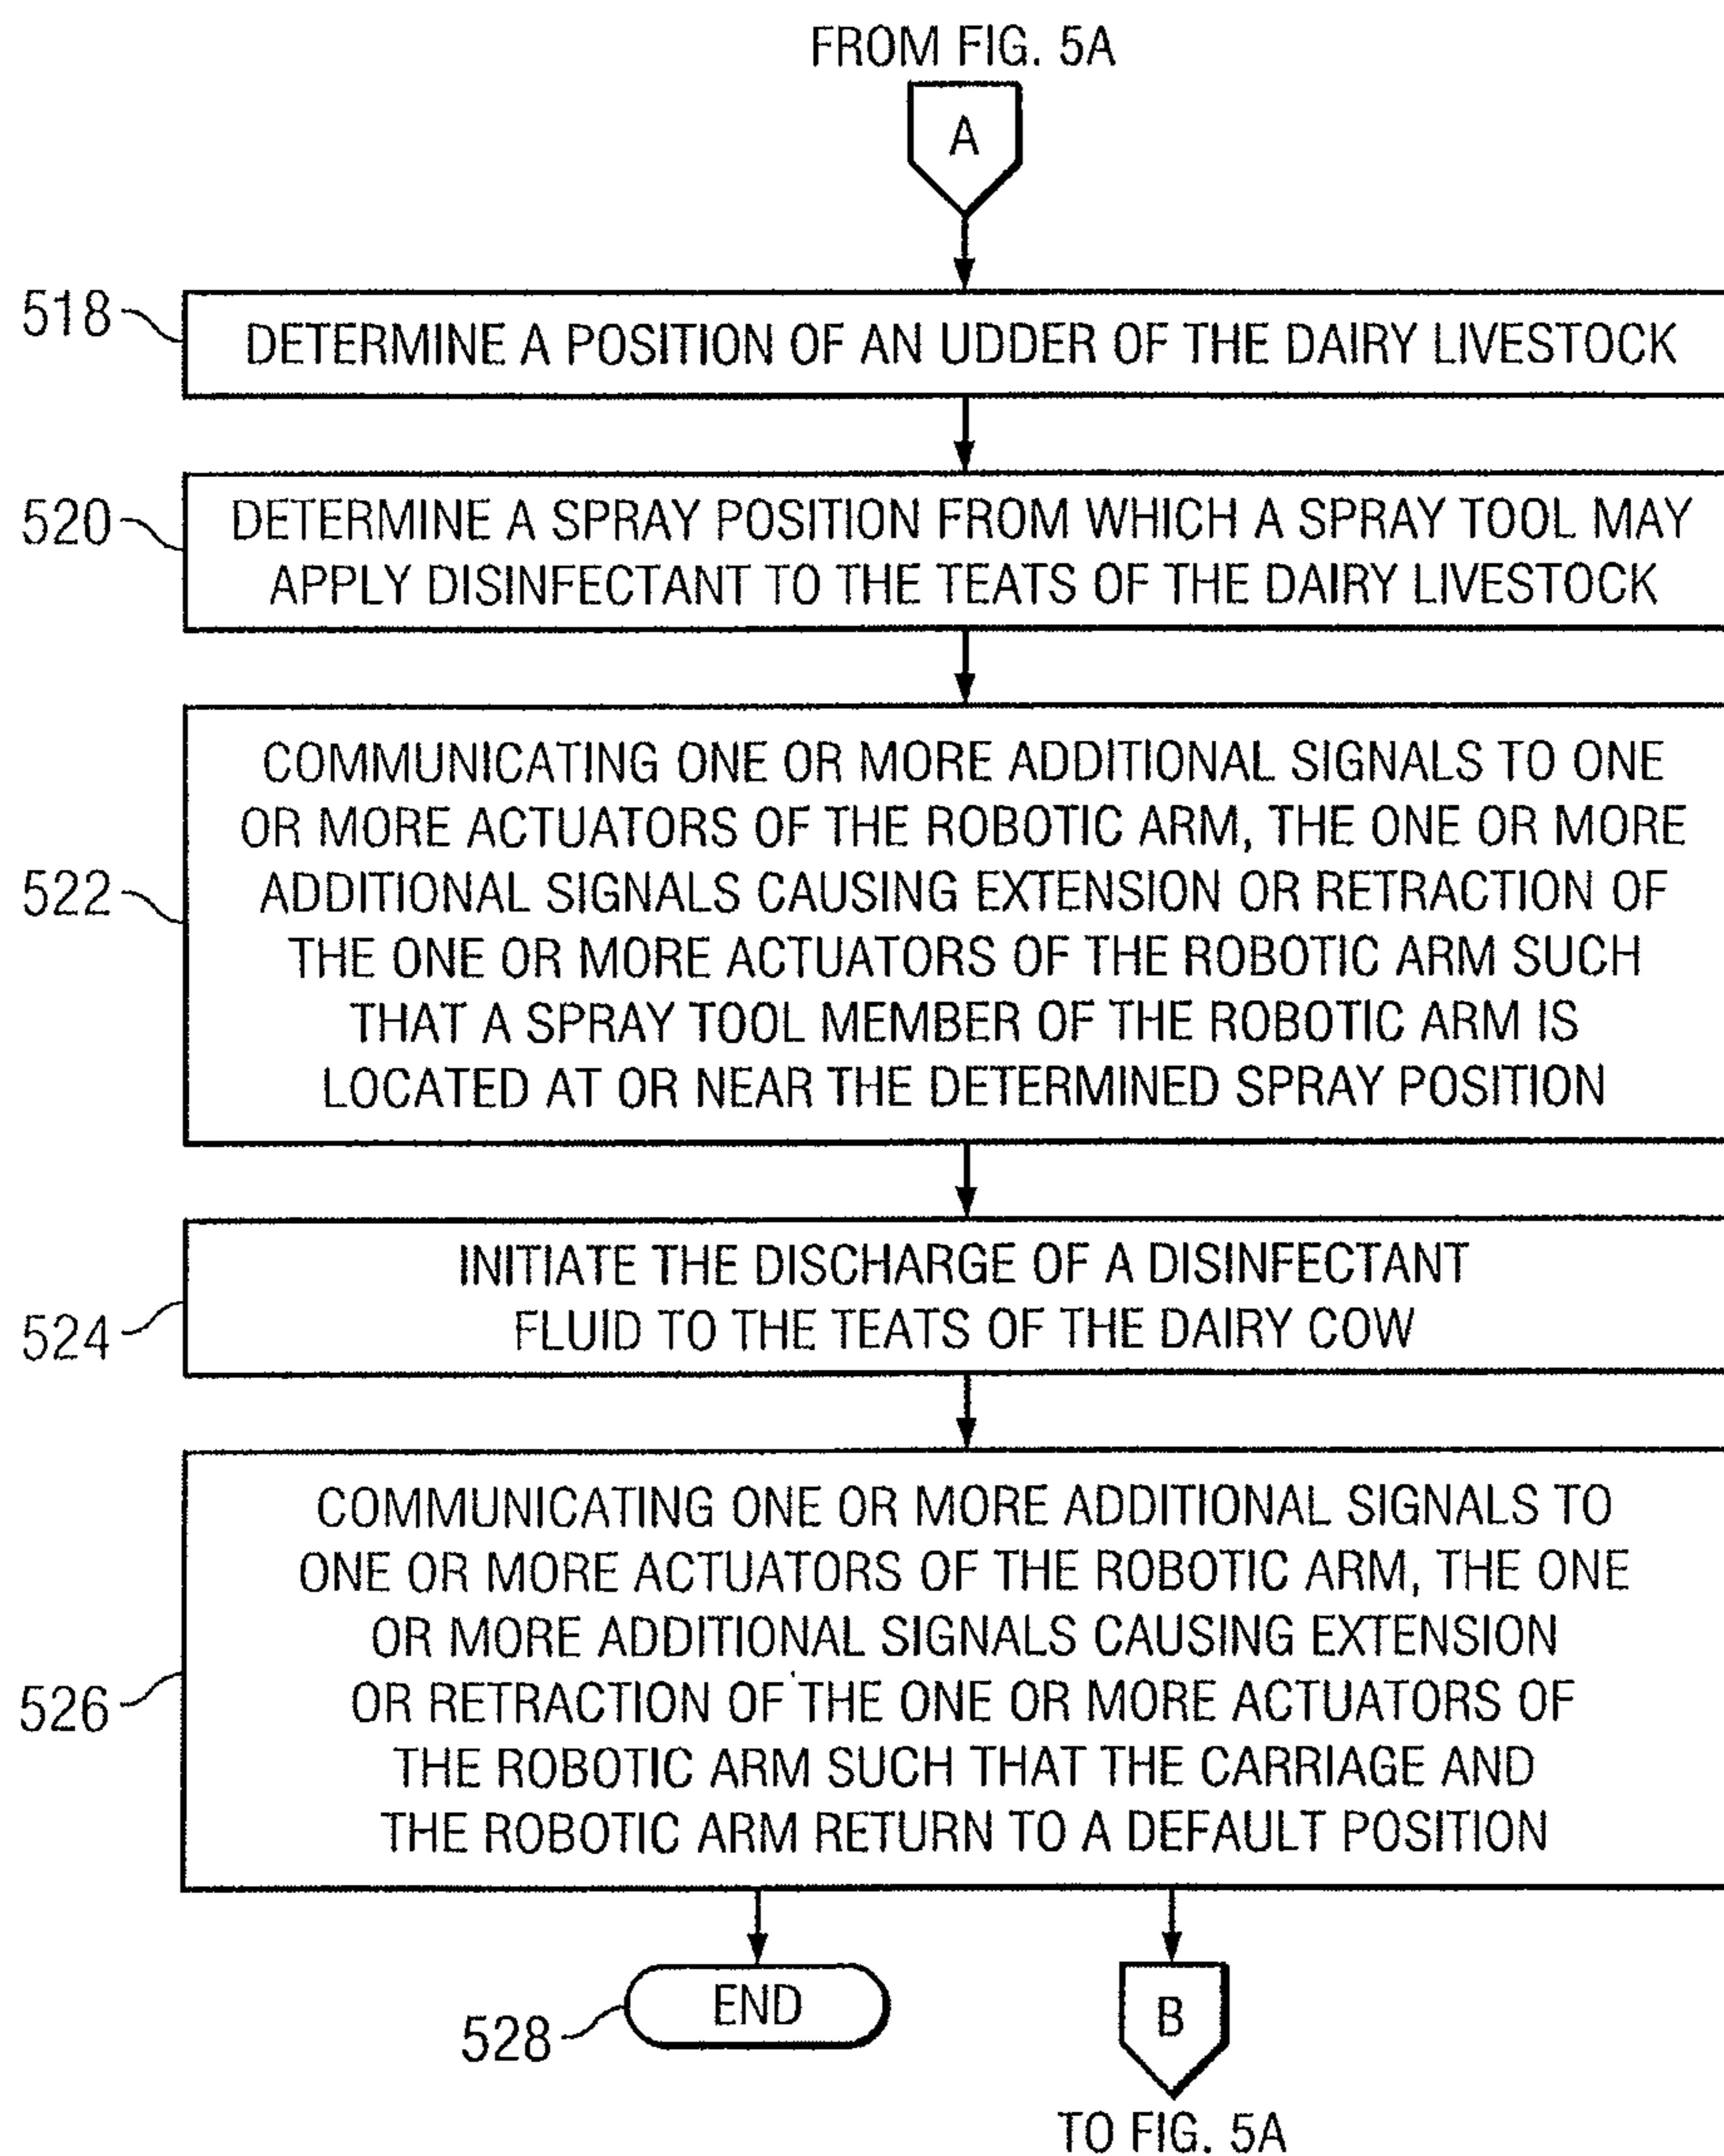 FROM FIG. 5A
A
518
DETERMINE A POSITION OF AN UDDER OF THE DAIRY LIVESTOCK
520
DETERMINE A SPRAY POSITION FROM WHICH A SPRAY TOOL MAY
APPLY DISINFECTANT TO THE TEATS OF THE DAIRY LIVESTOCK
522
COMMUNICATING ONE OR MORE ADDITIONAL SIGNALS TO ONE
OR MORE ACTUATORS OF THE ROBOTIC ARM, THE ONE OR MORE
ADDITIONAL SIGNALS CAUSING EXTENSION OR RETRACTION OF
THE ONE OR MORE ACTUATORS OF THE ROBOTIC ARM SUCH
THAT A SPRAY TOOL MEMBER OF THE ROBOTIC ARM IS
LOCATED AT OR NEAR THE DETERMINED SPRAY POSITION
524
INITIATE THE DISCHARGE OF A DISINFECTANT
FLUID TO THE TEATS OF THE DAIRY COW
526
COMMUNICATING ONE OR MORE ADDITIONAL SIGNALS TO
ONE OR MORE ACTUATORS OF THE ROBOTIC ARM, THE ONE
OR MORE ADDITIONAL SIGNALS CAUSING EXTENSION
OR RETRACTION OF THE ONE OR MORE ACTUATORS OF
THE ROBOTIC ARM SUCH THAT THE CARRIAGE AND
THE ROBOTIC ARM RETURN TO A DEFAULT POSITION
528
END
B
TO FIG. 5A